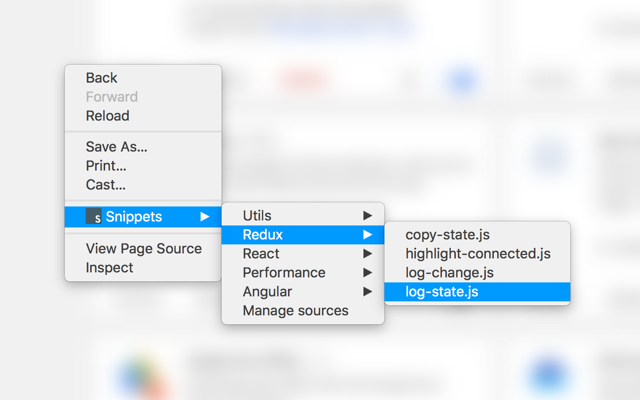 Back
Forward
Reload
Save As...
Print...
Cast...
S Snippets
View Page Source
Inspect
Utils
Redux
React
Performance
Angular
Manage sources
copy-state.js
highlight-connected.js
log-change.js
log-state.js